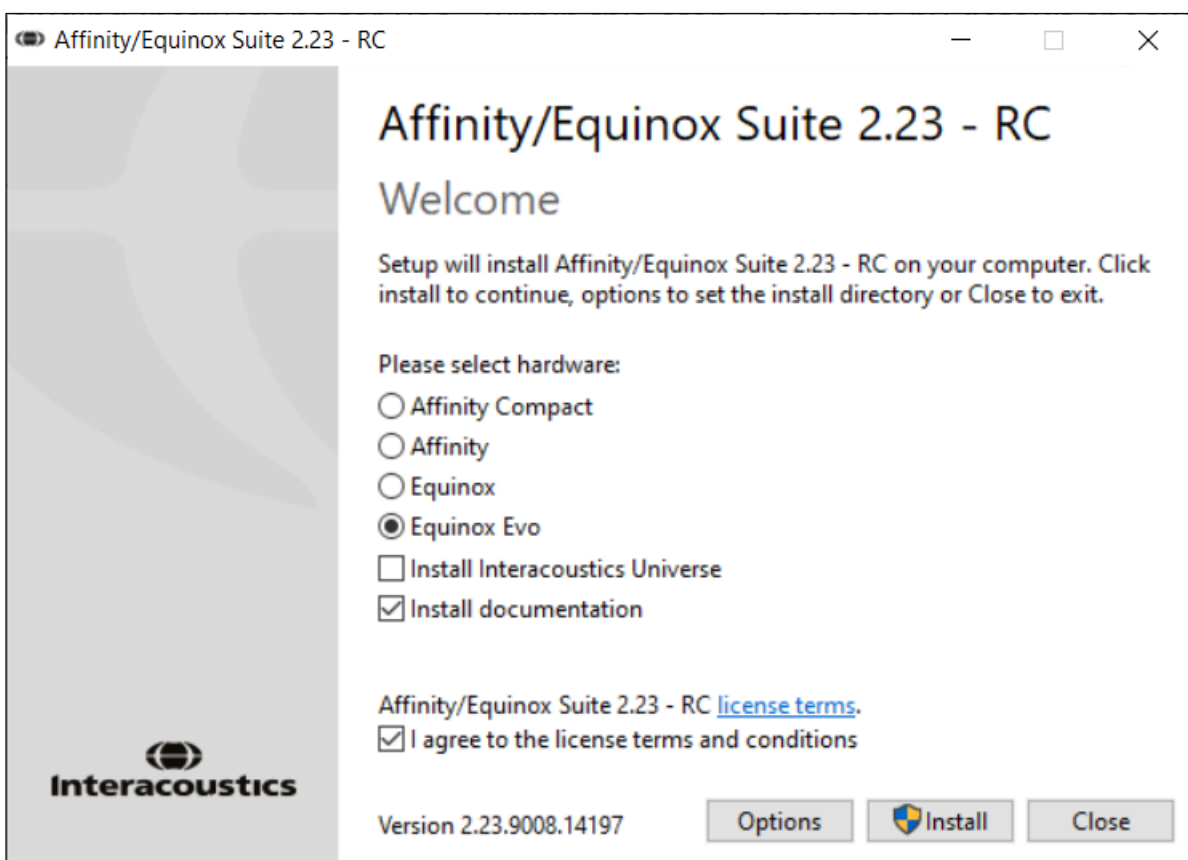 Affinity/Equinox Suite 2.23 - RC
Affinity/Equinox Suite 2.23 - RC
Welcome
Setup will install Affinity/Equinox Suite 2.23 - RC on your computer. Click
install to continue, options to set the install directory or Close to exit.
Please select hardware:
Affinity Compact
Affinity
Equinox
Equinox Evo
Install Interacoustics Universe
Install documentation
Affinity/Equinox Suite 2.23 - RC license terms.
I agree to the license terms and conditions
Interacoustics
Version 2.23.9008.14197
Options
Install
Close